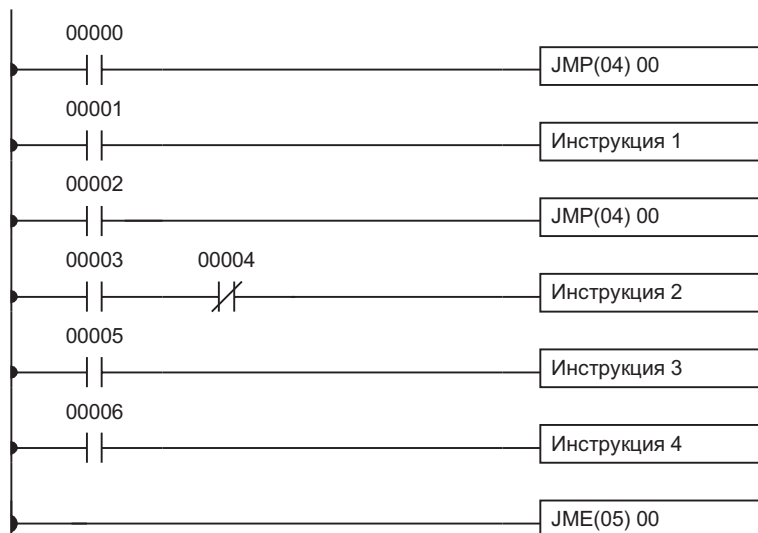 00000
JMP(04) 00
00001
Инструкция 1
00002
JMP(04) 00
00003 00004
Инструкция 2
00005
Инструкция 3
00006
Инструкция 4
JME(05) 00